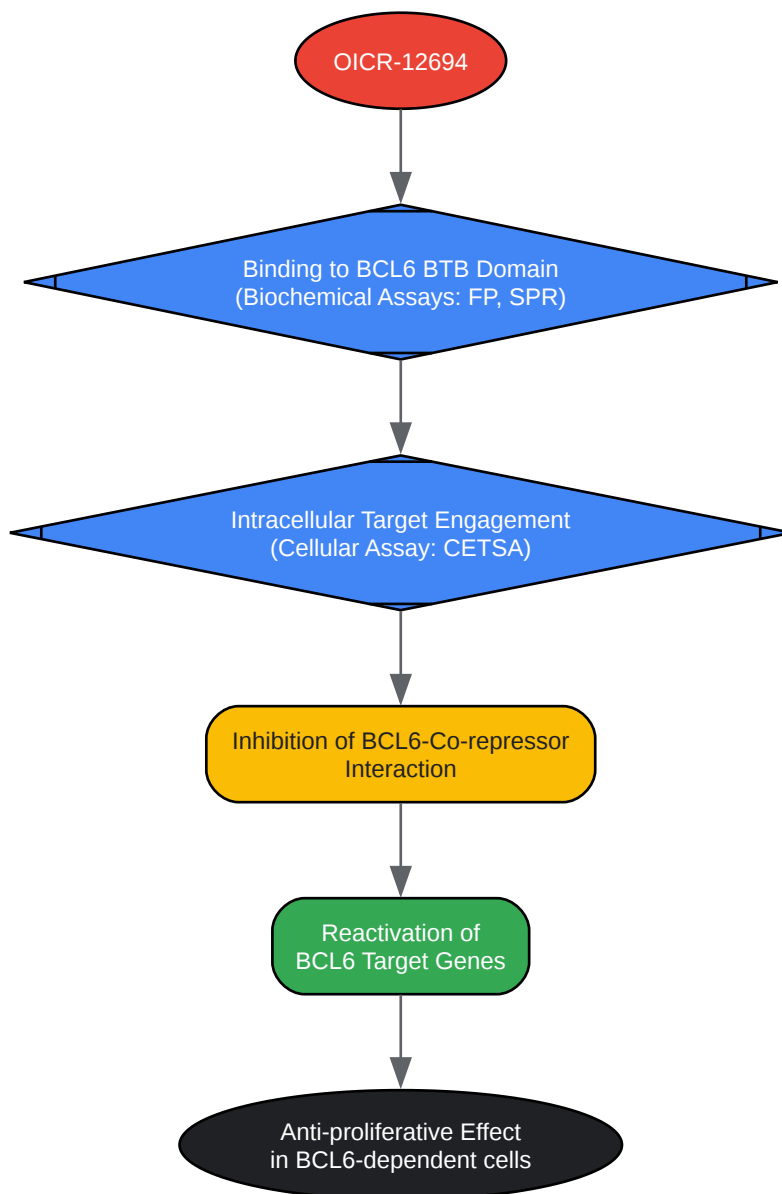 OICR-12694
Binding to BCL6 BTB Domain
(Biochemical Assays: FP, SPR)
Intracellular Target Engagement
(Cellular Assay: CETSA)
Inhibition of BCL6-Co-repressor
Interaction
Reactivation of
BCL6 Target Genes
Anti-proliferative Effect
in BCL6-dependent cells